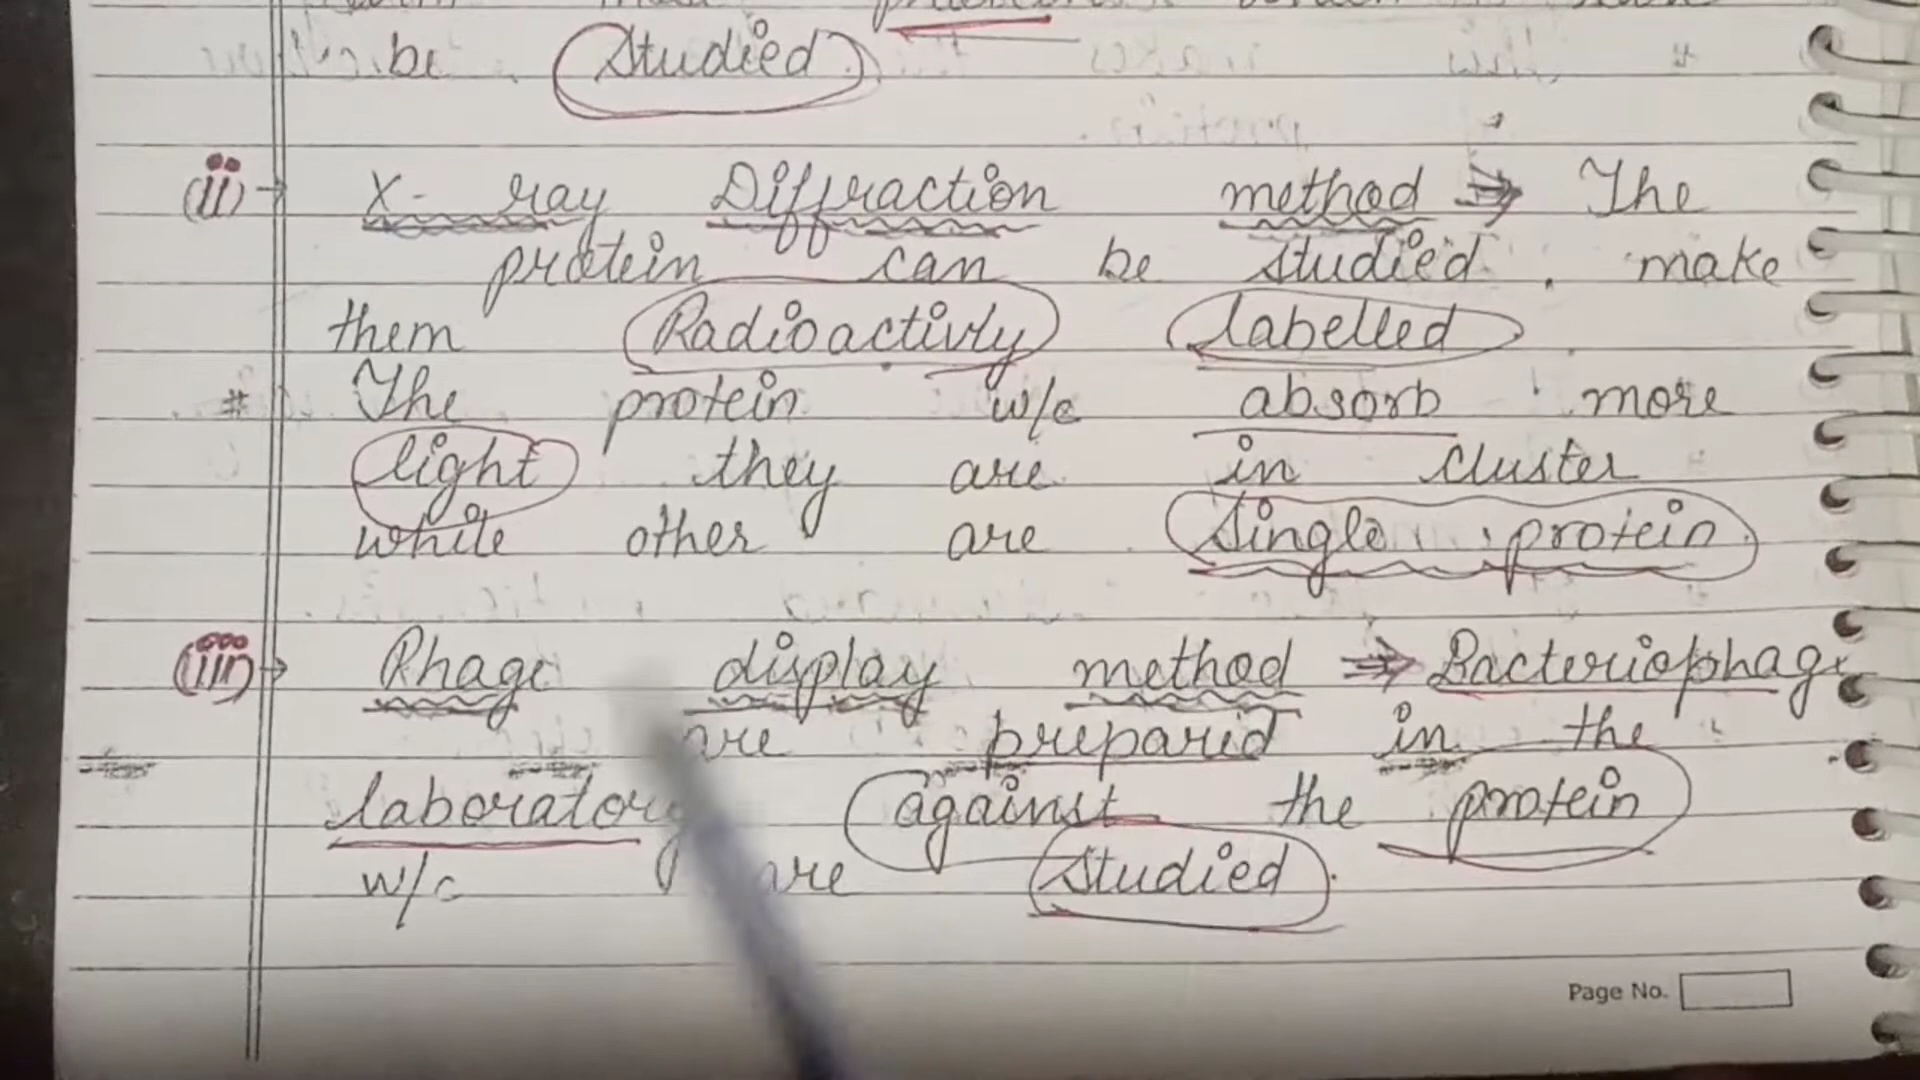 be Studied.
(ii) → X-ray Diffraction method ⇒ The
protein can be studied. make
them Radioactivly labelled.
# The protein w/c absorb more
light they are in cluster
while other are single protein.
(iii) → Phage display method ⇒ Bacteriophage
are prepared in the
laboratory against the protein
w/c are studied.
Page No.